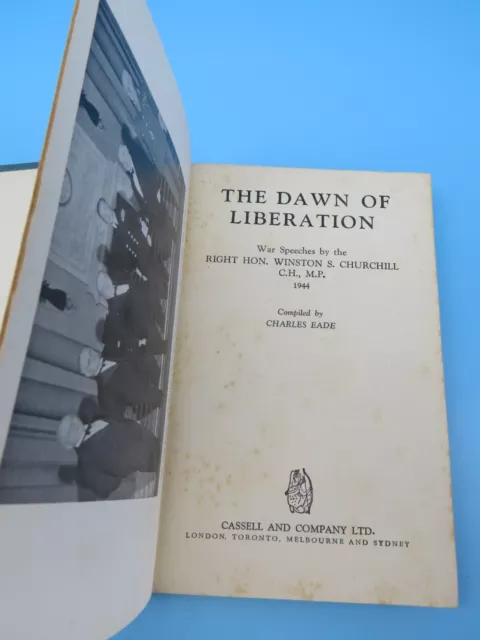 THE DAWN OF
LIBERATION
War Speeches by the
RIGHT HON. WINSTON S. CHURCHILL
C.H., M.P.
1944
Compiled by
CHARLES EADE
CASSELL AND COMPANY LTD.
LONDON, TORONTO, MELBOURNE AND SYDNEY